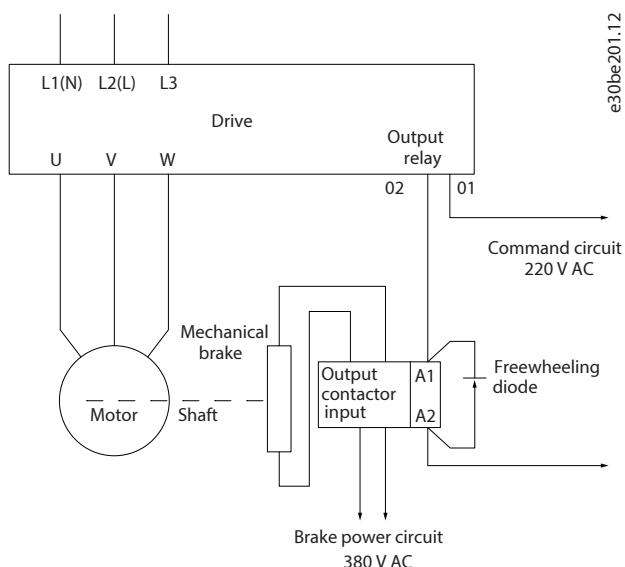 e30be201.12
L1(N) L2(L) L3
Drive
Output
relay
U V W
02 01
Command circuit
220 V AC
Mechanical
brake
Output
contactor
input
A1
A2
Freewheeling
diode
Motor
Shaft
Brake power circuit
380 V AC